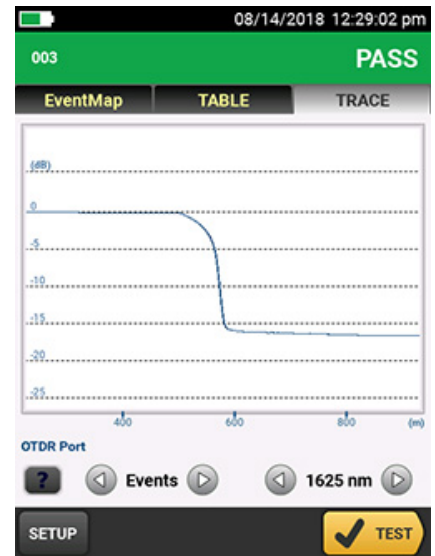 08/14/2018 12:29:02 pm
003 PASS
EventMap TABLE TRACE
(dB)
0
-5
-10
-15
-20
-25
400 600 800 (m)
OTDR Port
? Events 1625 nm
SETUP TEST